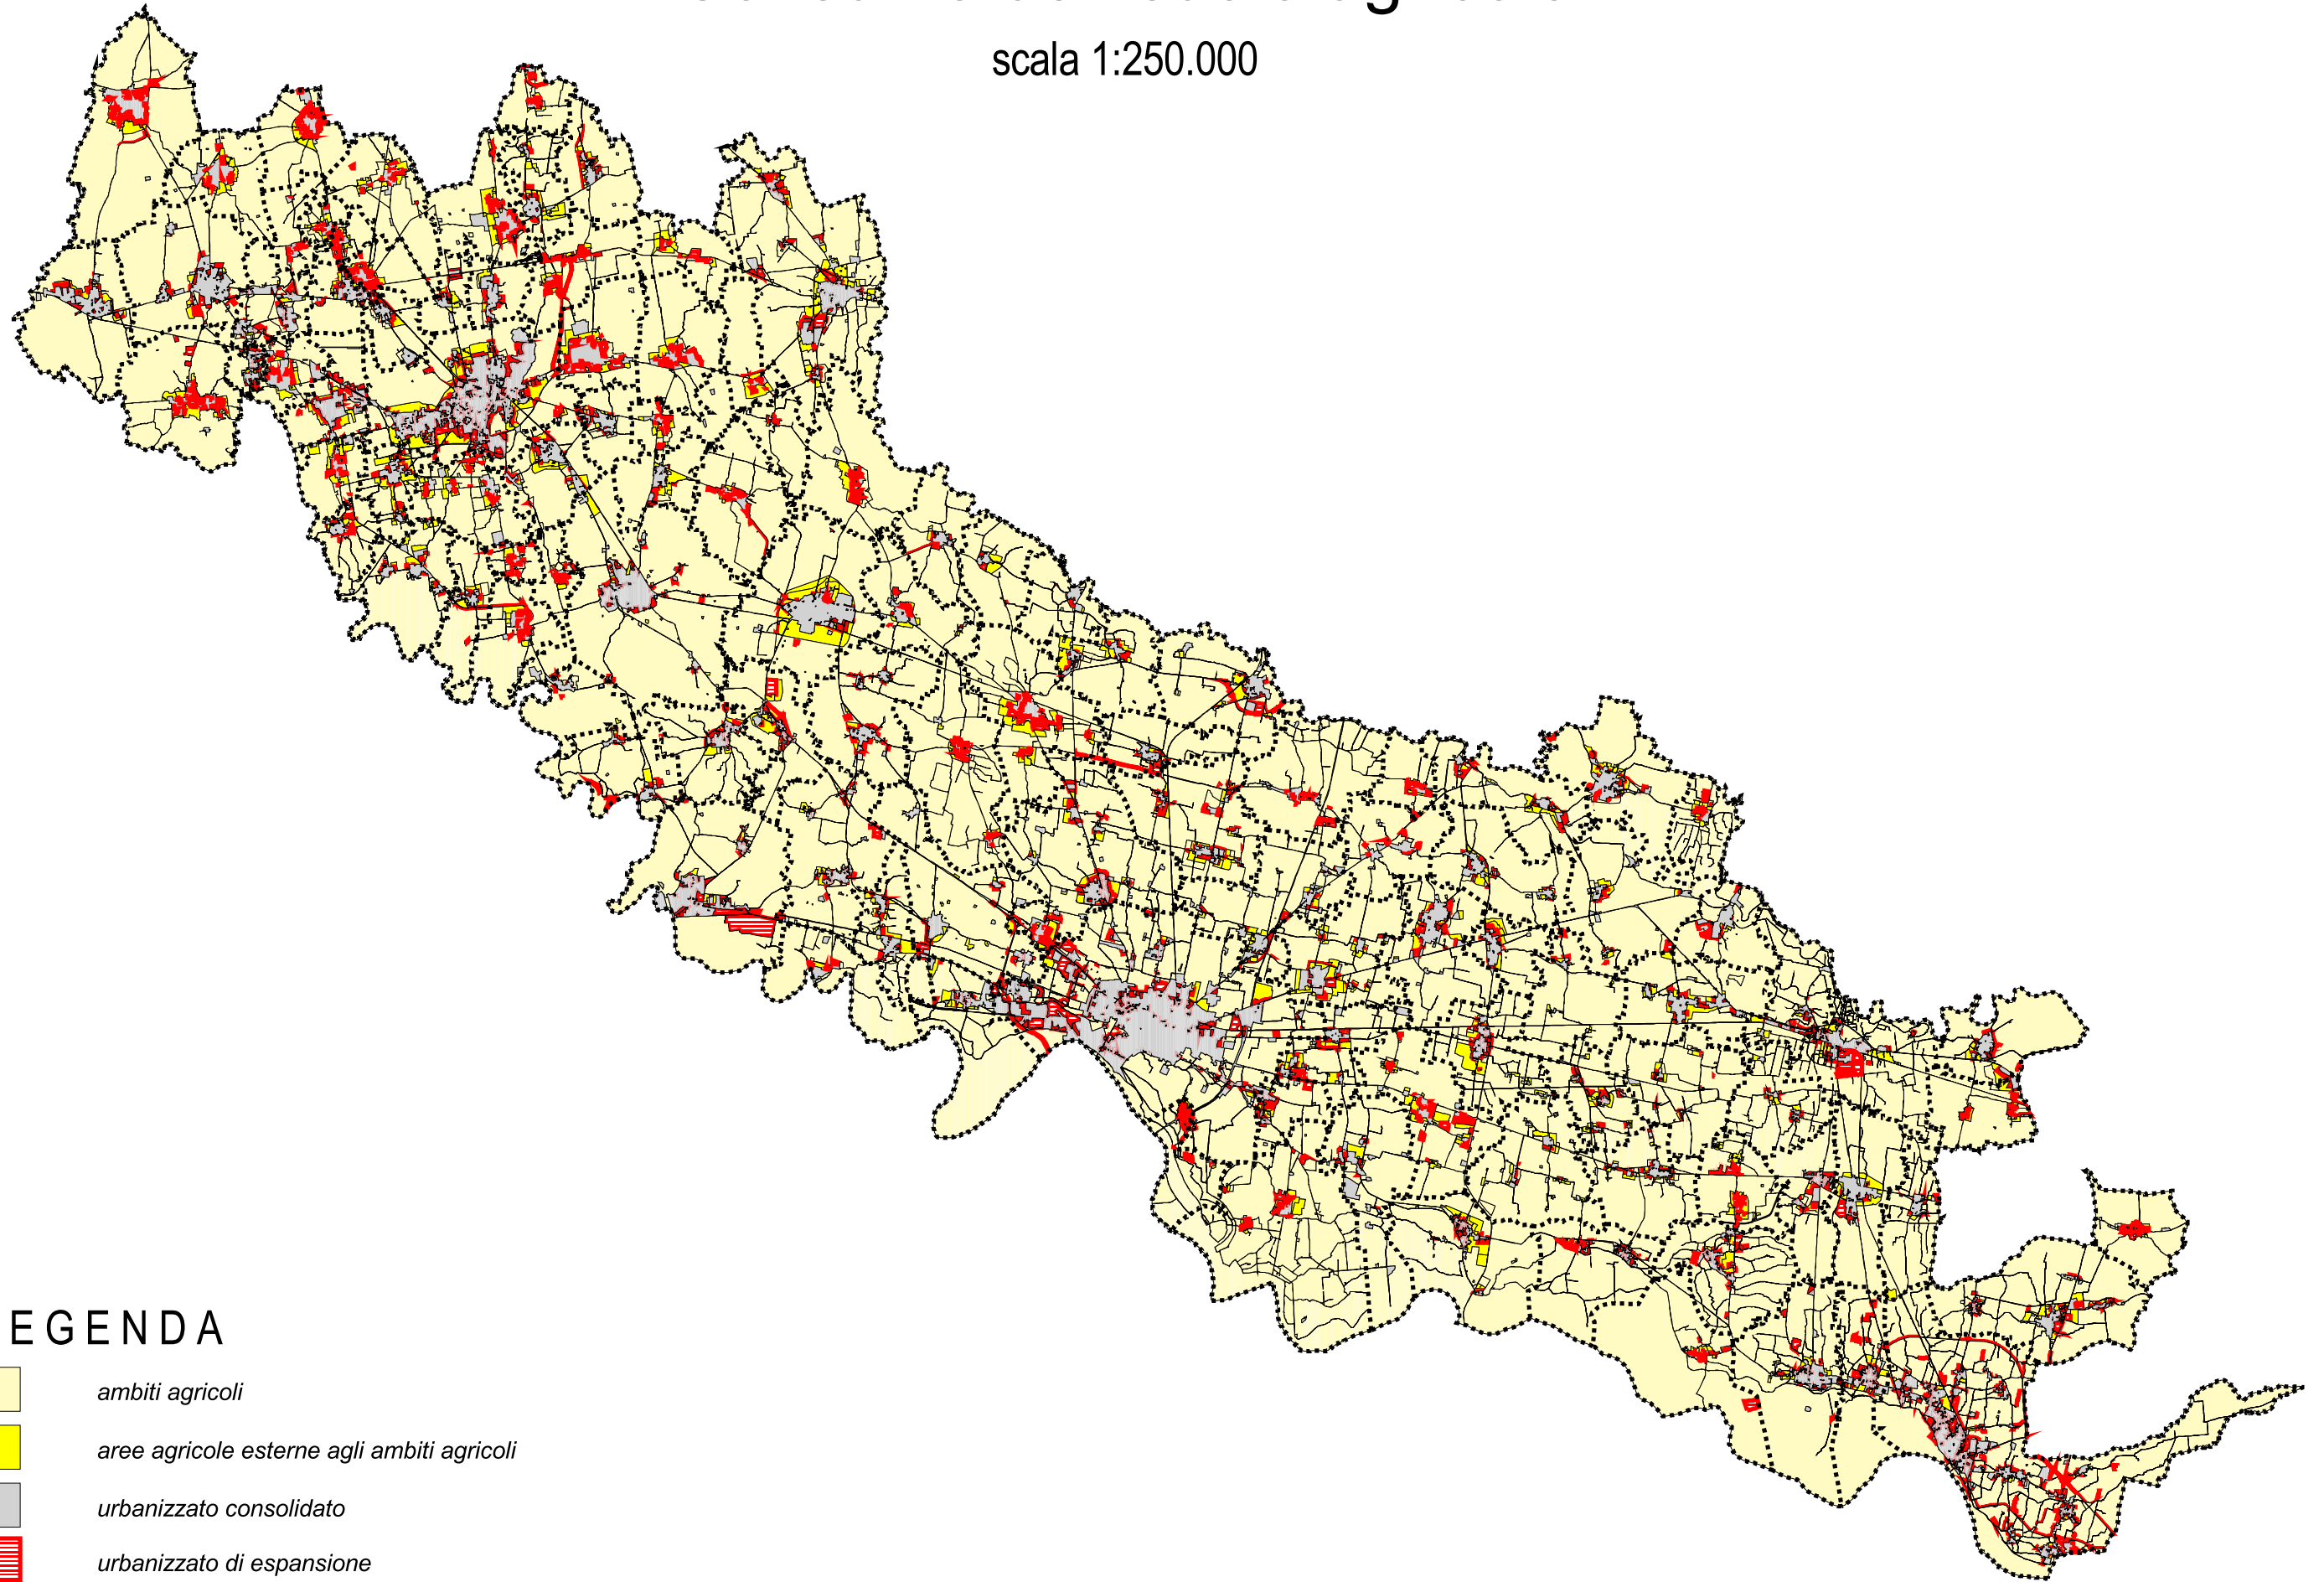 scala 1:250.000
EGENDA
ambiti agricoli
aree agricole esterne agli ambiti agricoli
urbanizzato consolidato
urbanizzato di espansione